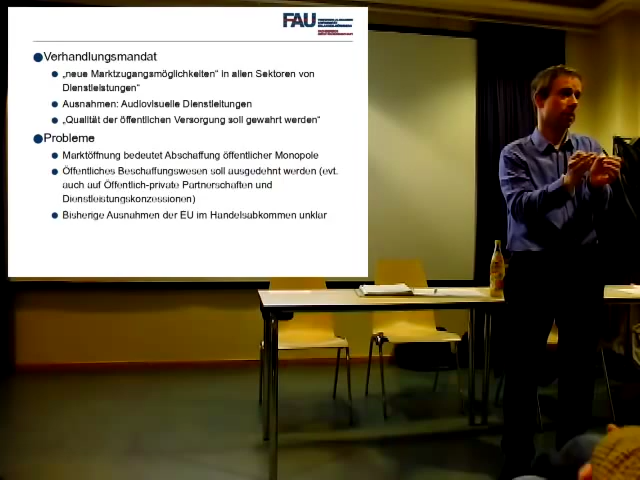 FAU
Verhandlungsmandat
„neue Marktzugangsmöglichkeiten“ in allen Sektoren von
Dienstleistungen“
Ausnahmen: Audiovisuelle Dienstleitungen
„Qualität der öffentlichen Versorgung soll gewahrt werden“
Probleme
Marktöffnung bedeutet Abschaffung öffentlicher Monopole
Öffentliches Beschaffungswesen soll ausgedehnt werden (evt.
auch auf Öffentlich-private Partnerschaften und
Dienstleistungskonzessionen)
Bisherige Ausnahmen der EU im Handelsabkommen unklar